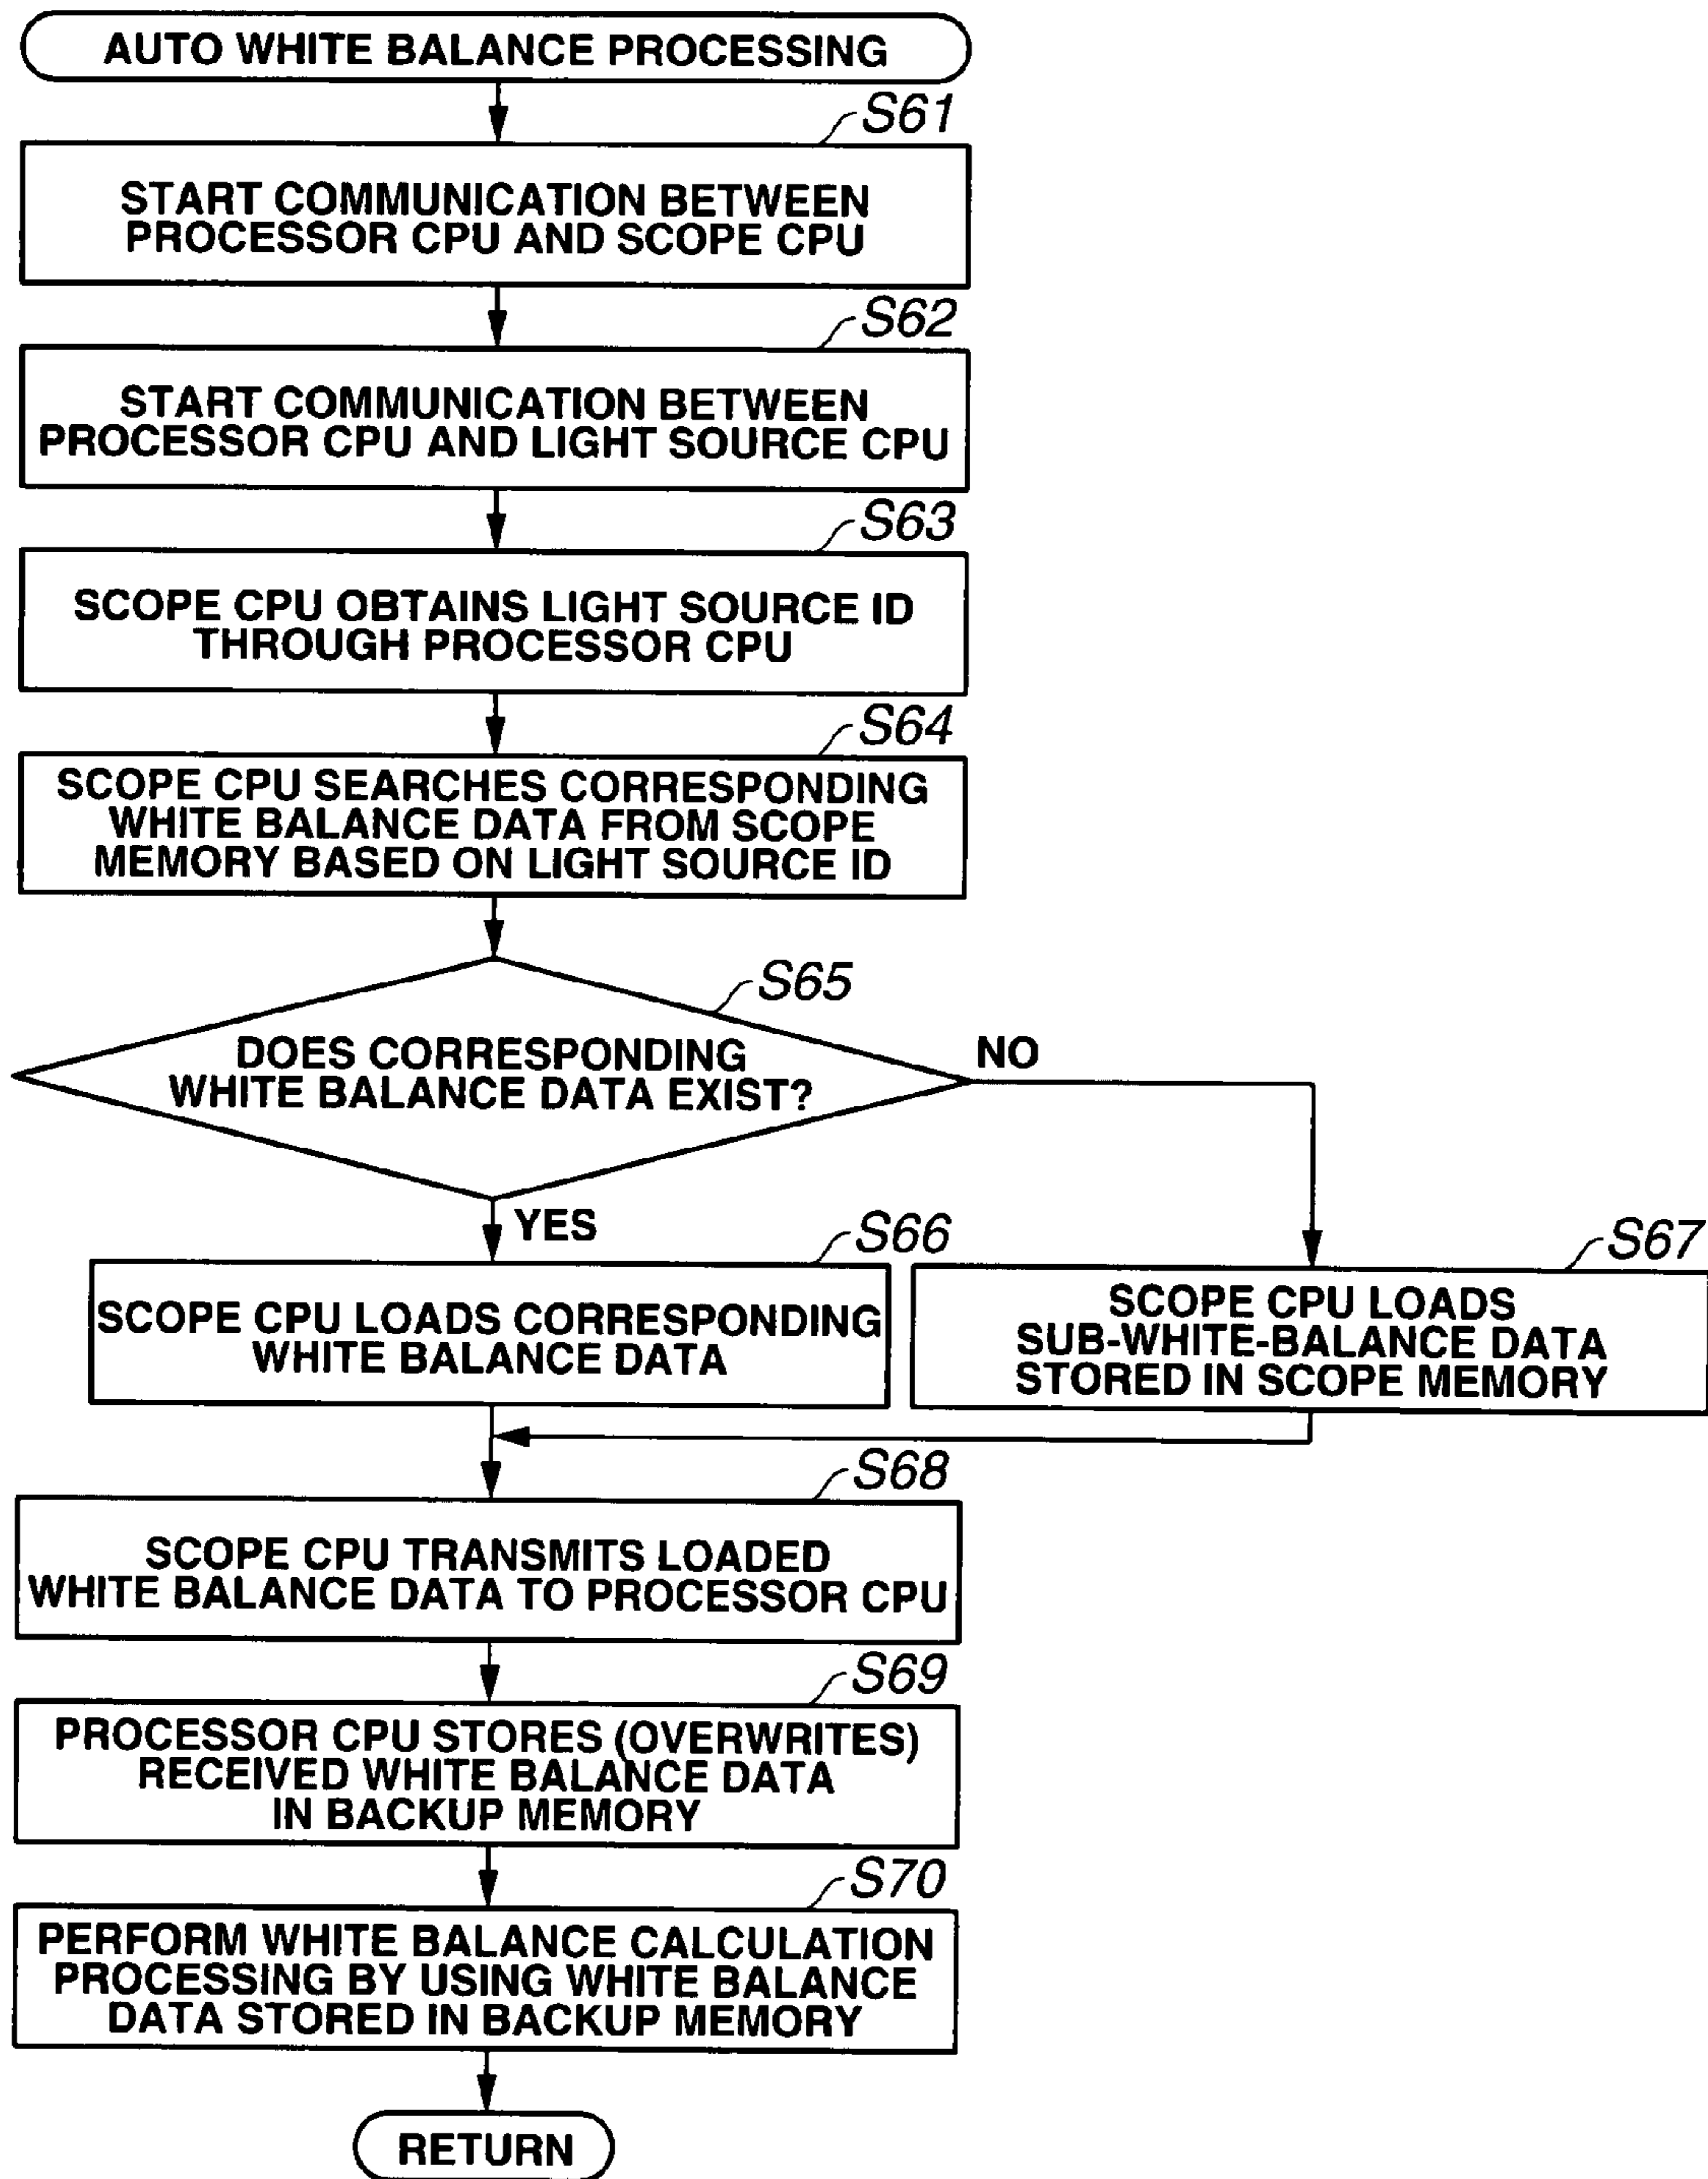 AUTO WHITE BALANCE PROCESSING
S61
START COMMUNICATION BETWEEN
PROCESSOR CPU AND SCOPE CPU
S62
START COMMUNICATION BETWEEN
PROCESSOR CPU AND LIGHT SOURCE CPU
S63
SCOPE CPU OBTAINS LIGHT SOURCE ID
THROUGH PROCESSOR CPU
S64
SCOPE CPU SEARCHES CORRESPONDING
WHITE BALANCE DATA FROM SCOPE
MEMORY BASED ON LIGHT SOURCE ID
S65
DOES CORRESPONDING
WHITE BALANCE DATA EXIST?
NO
YES
S66
SCOPE CPU LOADS CORRESPONDING
WHITE BALANCE DATA
S67
SCOPE CPU LOADS
SUB-WHITE-BALANCE DATA
STORED IN SCOPE MEMORY
S68
SCOPE CPU TRANSMITS LOADED
WHITE BALANCE DATA TO PROCESSOR CPU
S69
PROCESSOR CPU STORES (OVERWRITES)
RECEIVED WHITE BALANCE DATA
IN BACKUP MEMORY
S70
PERFORM WHITE BALANCE CALCULATION
PROCESSING BY USING WHITE BALANCE
DATA STORED IN BACKUP MEMORY
RETURN